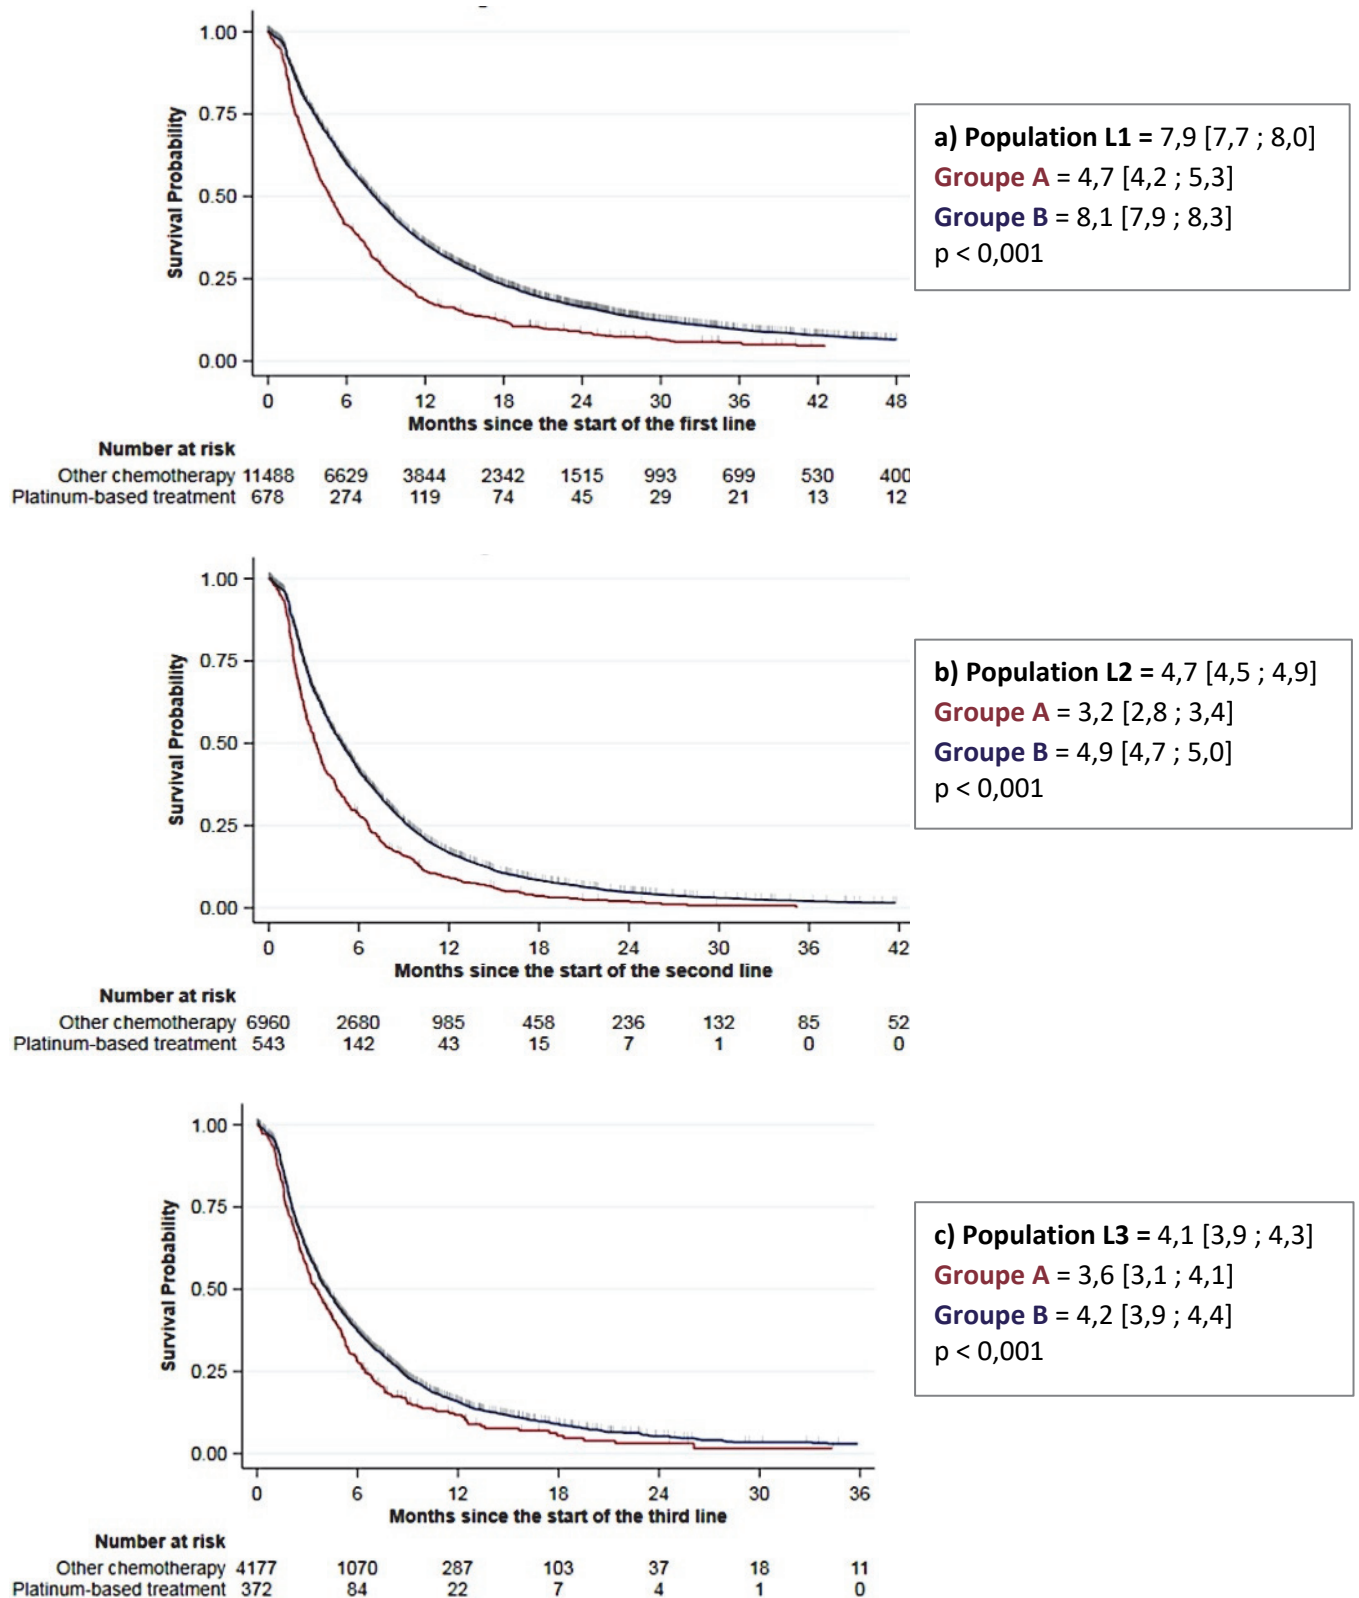 1.00
0.75
0.50
0.25
0.00
Survival Probability
0 6 12 18 24 30 36 42 48
Months since the start of the first line
Number at risk
Other chemotherapy 11488 6629 3844 2342 1515 993 699 530 400
Platinum-based treatment 678 274 119 74 45 29 21 13 12
a) Population L1 = 7,9 [7,7 ; 8,0]
Groupe A = 4,7 [4,2 ; 5,3]
Groupe B = 8,1 [7,9 ; 8,3]
p < 0,001
1.00
0.75
0.50
0.25
0.00
Survival Probability
0 6 12 18 24 30 36 42
Months since the start of the second line
Number at risk
Other chemotherapy 6960 2680 985 458 236 132 85 52
Platinum-based treatment 543 142 43 15 7 1 0 0
b) Population L2 = 4,7 [4,5 ; 4,9]
Groupe A = 3,2 [2,8 ; 3,4]
Groupe B = 4,9 [4,7 ; 5,0]
p < 0,001
1.00
0.75
0.50
0.25
0.00
Survival Probability
0 6 12 18 24 30 36
Months since the start of the third line
Number at risk
Other chemotherapy 4177 1070 287 103 37 18 11
Platinum-based treatment 372 84 22 7 4 1 0
c) Population L3 = 4,1 [3,9 ; 4,3]
Groupe A = 3,6 [3,1 ; 4,1]
Groupe B = 4,2 [3,9 ; 4,4]
p < 0,001